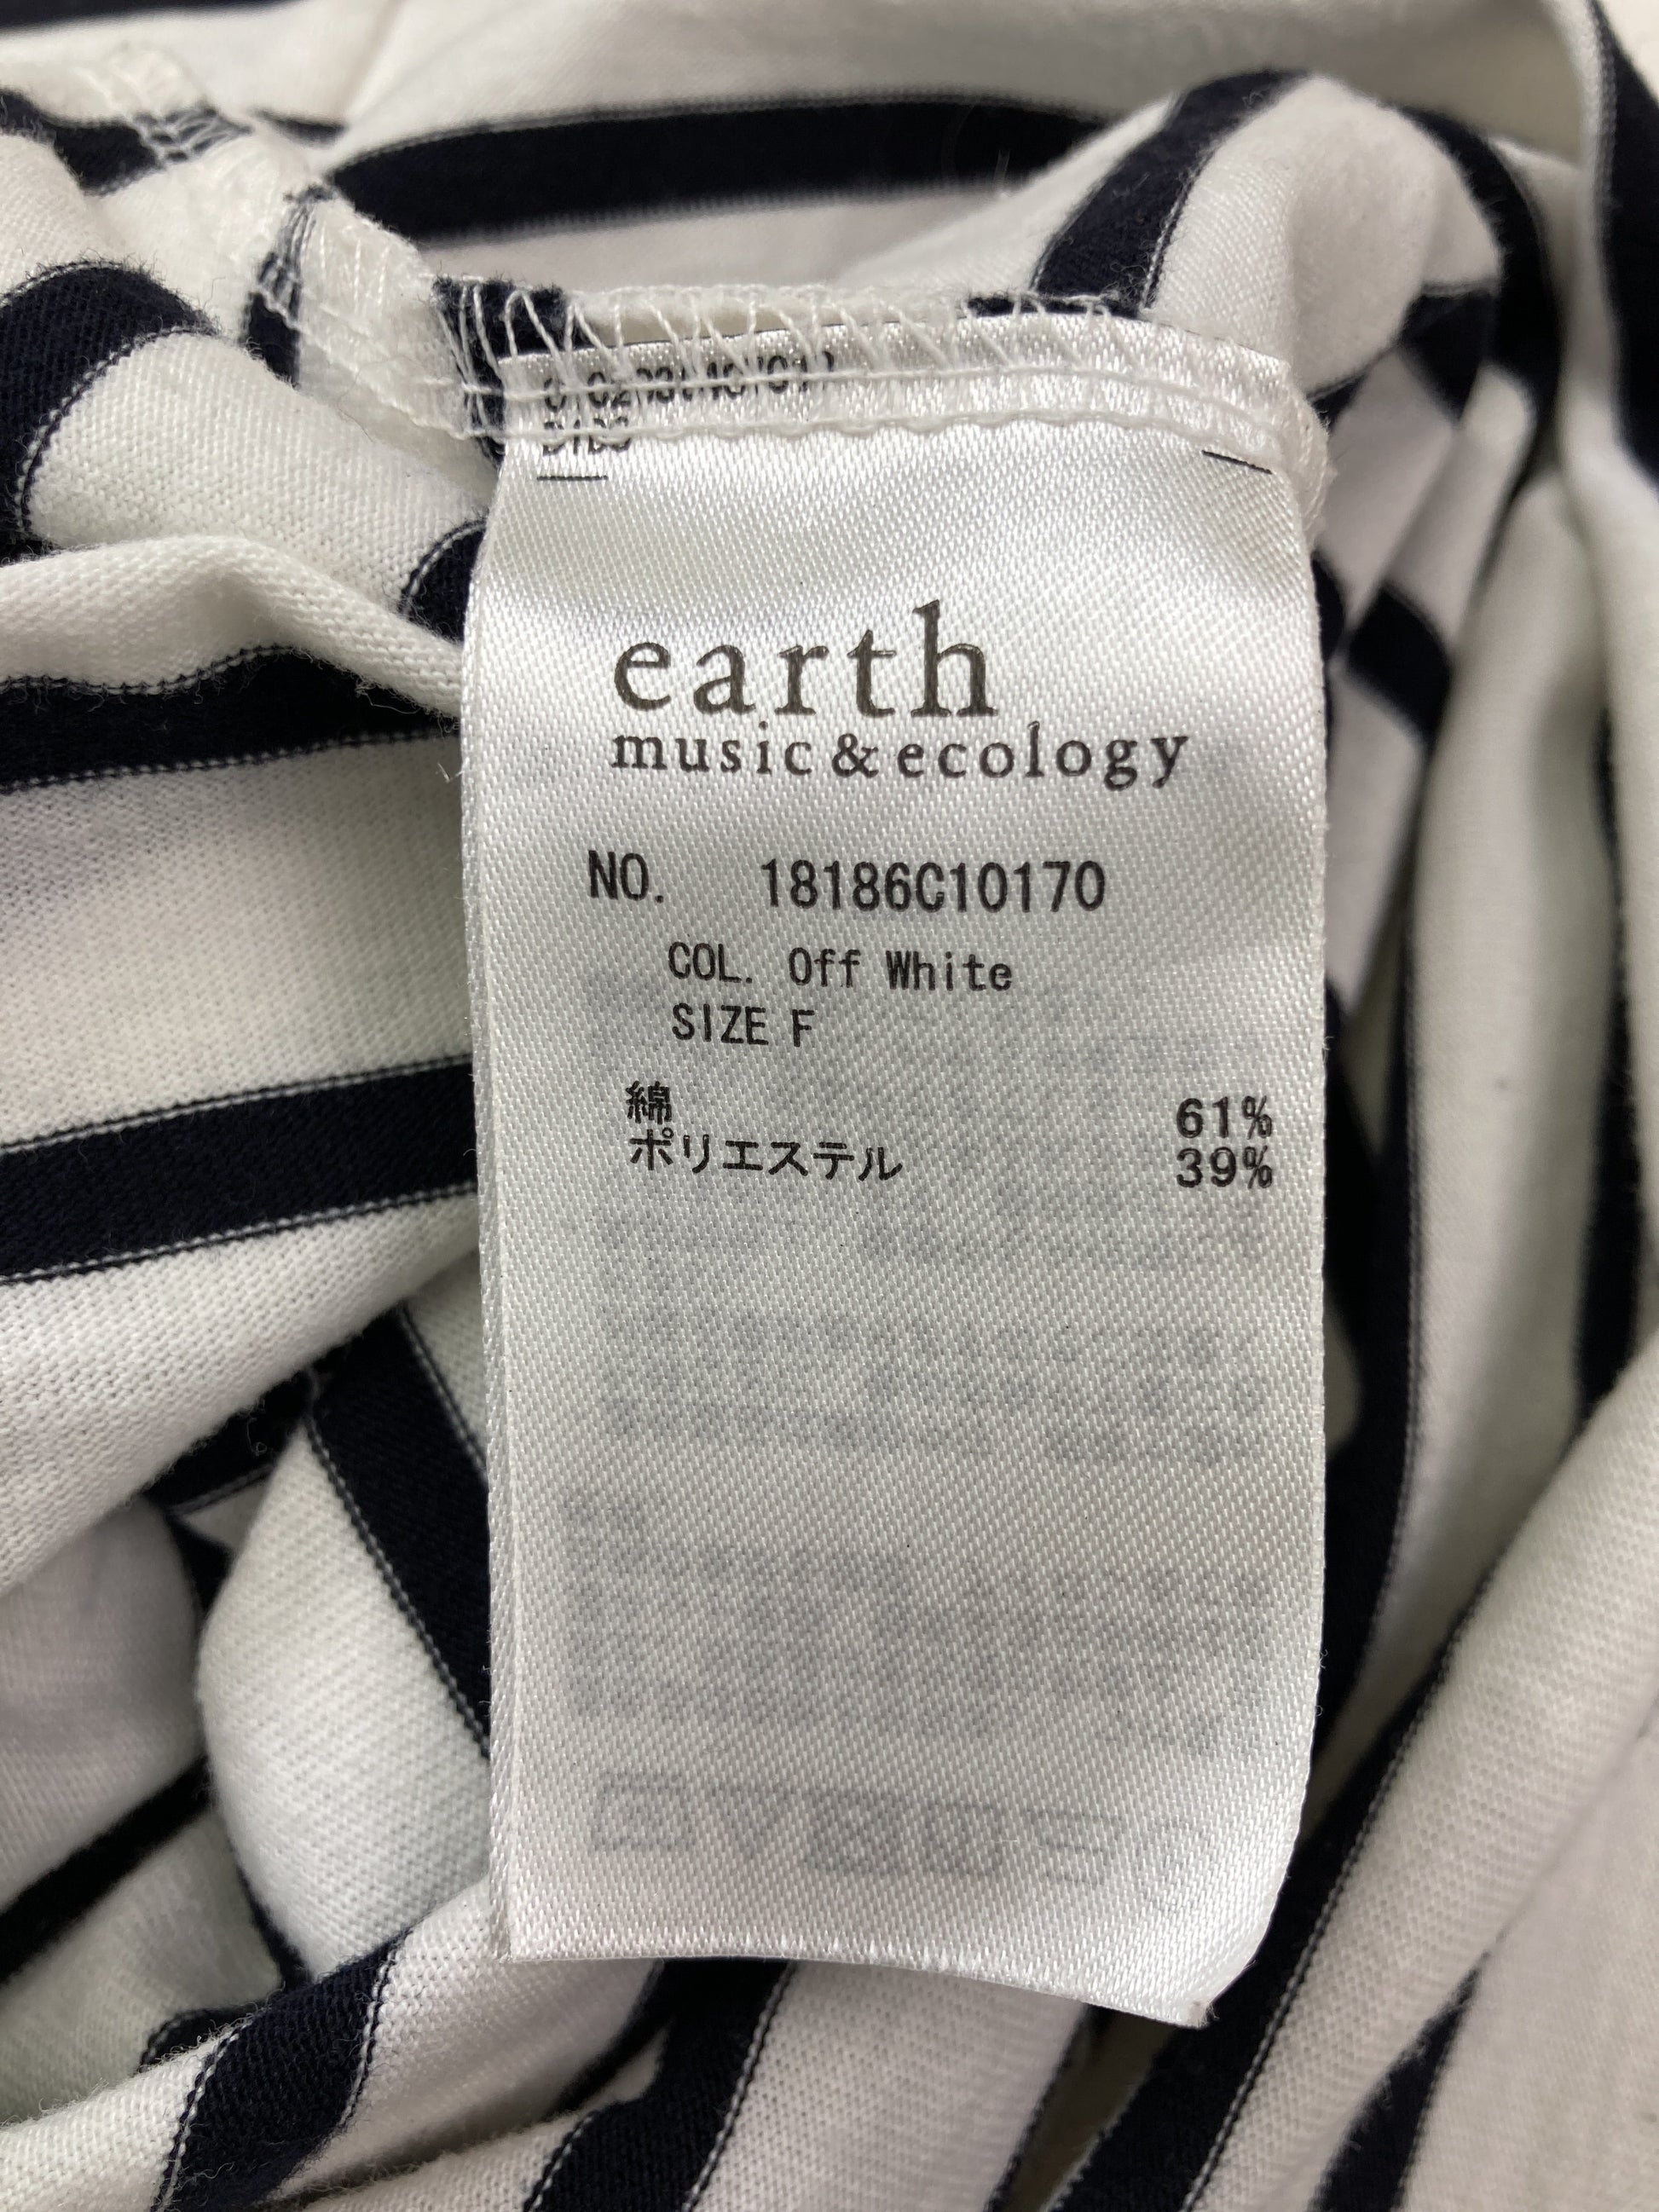 earth
music & ecology
NO. 18186C10170
COL. Off White
SIZE F
綿 61%
ポリエステル 39%